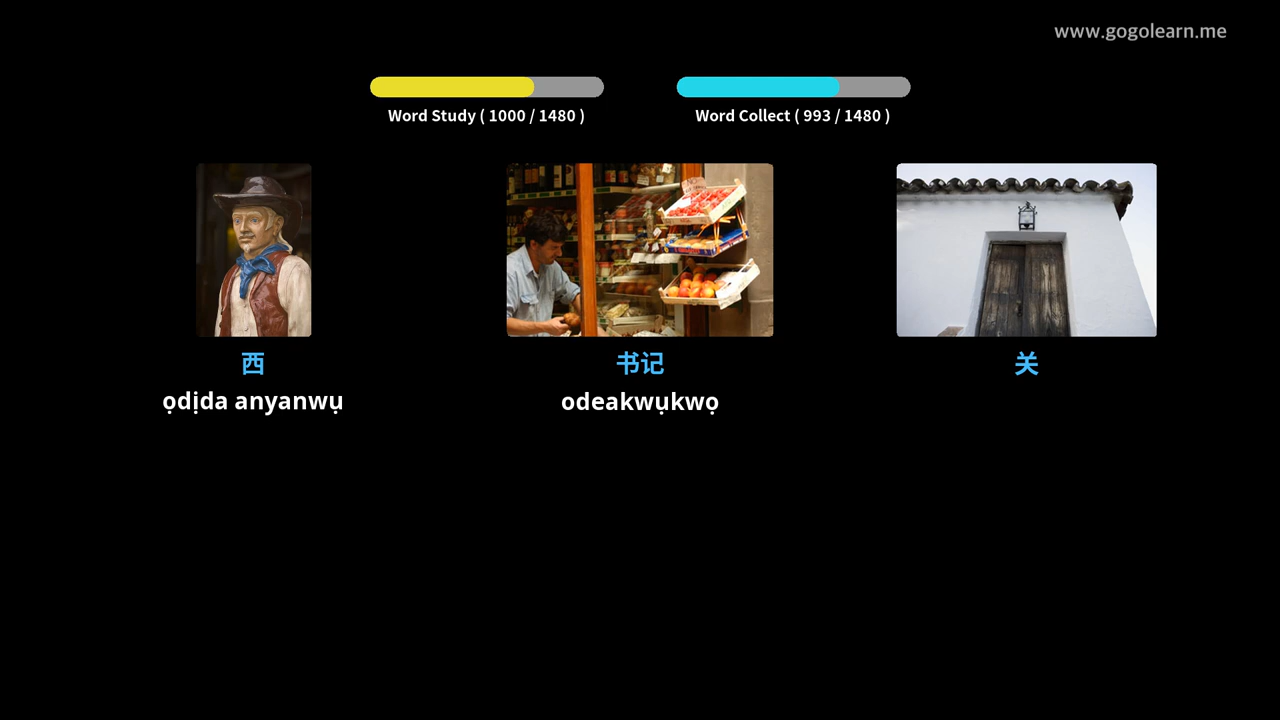 www.gogolearn.me
Word Study ( 1000 / 1480 )
Word Collect ( 993 / 1480 )
西
书记
关
ọdịda anyanwụ
odeakwụkwọ